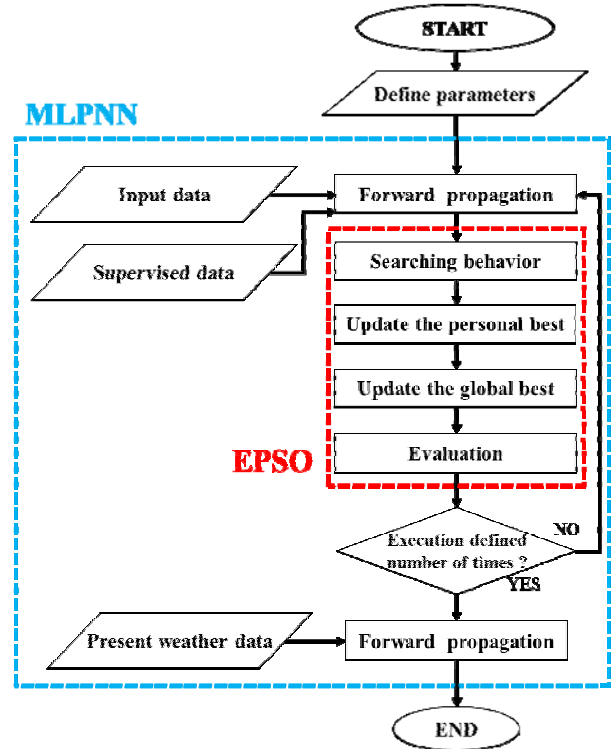 START
Define parameters
MLPNN
Input data
Forward propagation
Supervised data
Searching behavior
Update the personal best
Update the global best
EPSO
Evaluation
Execution defined
number of times ?
NO
YES
Present weather data
Forward propagation
END